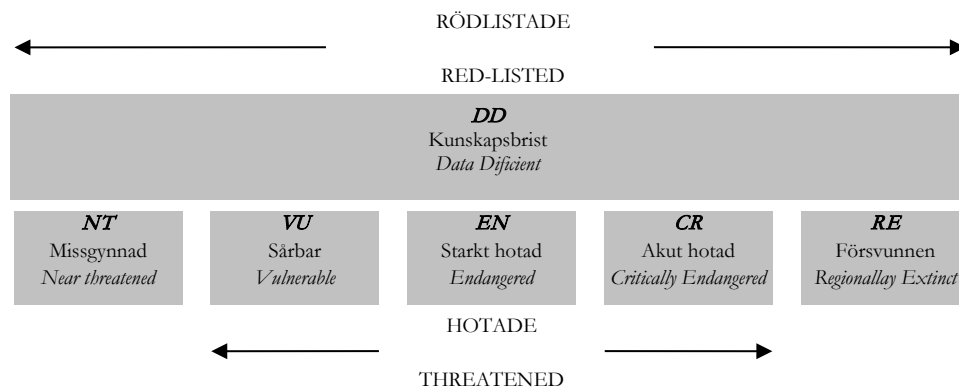 RÖDLISTADE
RED-LISTED
DD
Kunskapsbrist
Data Dificient
NT
Missgynnad
Near threatened
VU
Sårbar
Vulnerable
EN
Starkt hotad
Endangered
CR
Akut hotad
Critically Endangered
RE
Försvunnen
Regionallay Extinct
HOTADE
THREATENED